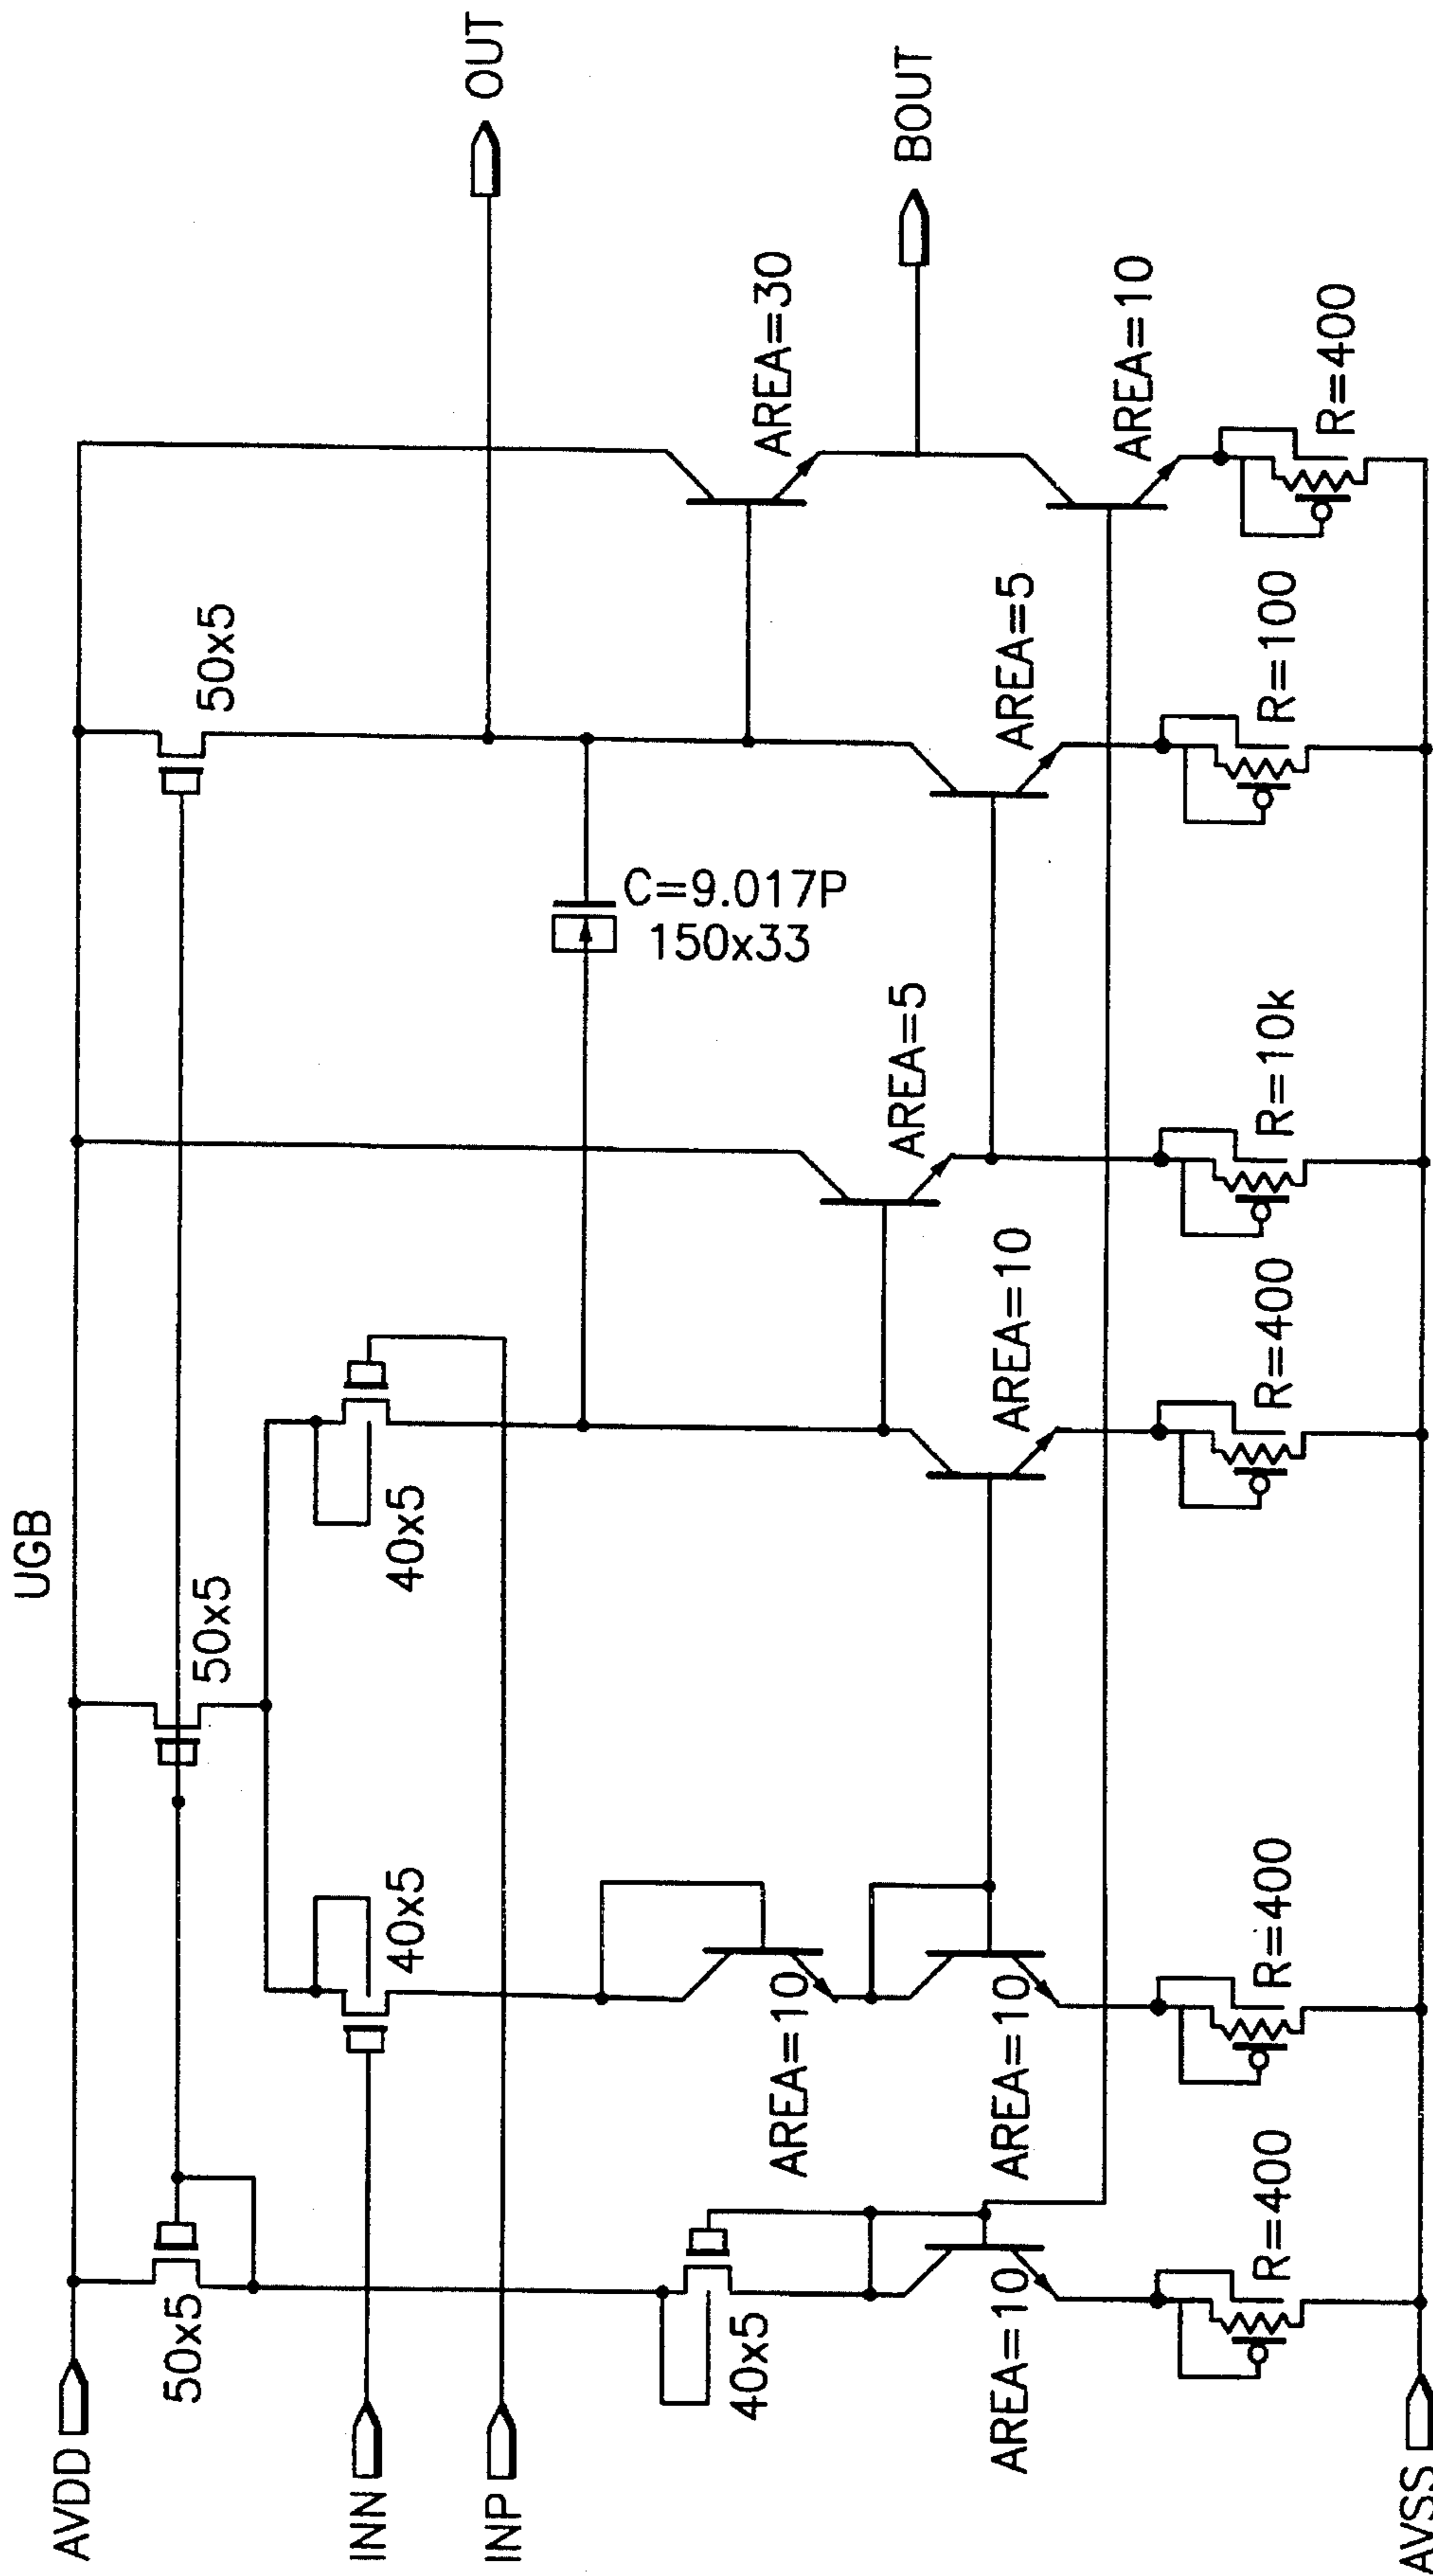 UGB
AVDD
INN
INP
AVSS
50x5
50x5
50x5
40x5
40x5
40x5
AREA=10
AREA=10
AREA=10
AREA=10
AREA=5
AREA=5
AREA=30
AREA=10
C=9.017P
150x33
R=400
R=400
R=400
R=10k
R=100
R=400
OUT
BOUT